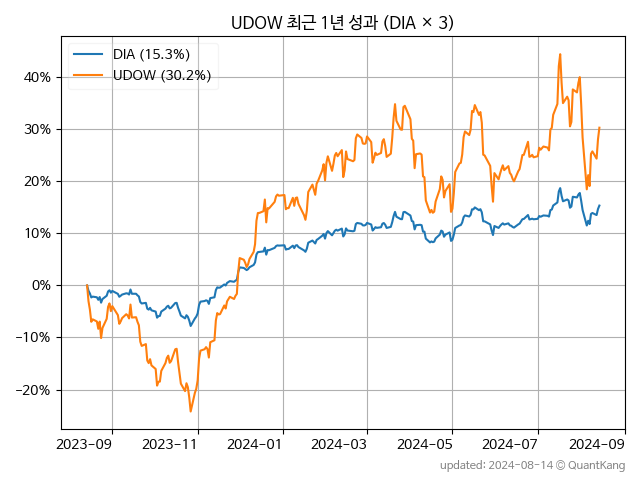 UDOW 최근 1년 성과 (DIA × 3)
DIA (15.3%)
UDOW (30.2%)
40%
30%
20%
10%
0%
−10%
−20%
2023-09 2023-11 2024-01 2024-03 2024-05 2024-07 2024-09
updated: 2024-08-14 © QuantKang